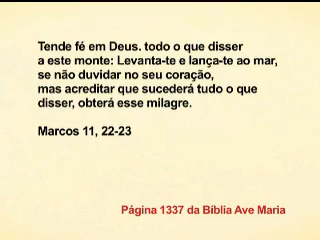 Tende fé em Deus. todo o que disser
a este monte: Levanta-te e lança-te ao mar,
se não duvidar no seu coração,
mas acreditar que sucederá tudo o que
disser, obterá esse milagre.
Marcos 11, 22-23
Página 1337 da Bíblia Ave Maria